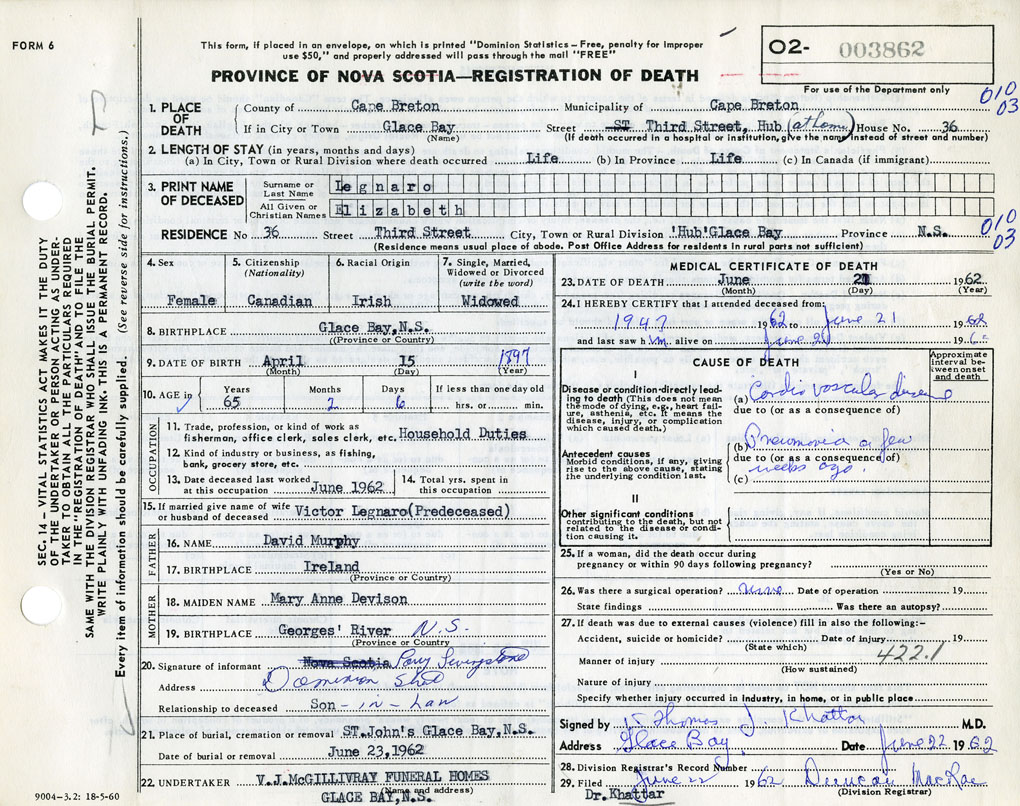 FORM 6
This form, if placed in an envelope, on which is printed "Dominion Statistics—Free, penalty for improper
use $50," and properly addressed will pass through the mail "FREE"
PROVINCE OF NOVA SCOTIA—REGISTRATION OF DEATH
O2- 003862
For use of the Department only
010
03
1. PLACE OF DEATH
County of Cape Breton Municipality of Cape Breton
If in City or Town Glace Bay Street ST Third Street, Hub (at home) House No. 36
(Name) (If death occurred in a hospital or institution, give the name instead of street and number)
2. LENGTH OF STAY (in years, months and days)
(a) In City, Town or Rural Division where death occurred Life (b) In Province Life (c) In Canada (if immigrant)
3. PRINT NAME OF DECEASED
Surname or Last Name Legnaro
All Given or Christian Names Elizabeth
RESIDENCE No 36 Street Third Street City, Town or Rural Division 'Hub'Glace Bay Province N.S.
(Residence means usual place of abode. Post Office Address for residents in rural parts not sufficient)
010
03
4. Sex
Female
5. Citizenship
(Nationality)
Canadian
6. Racial Origin
Irish
7. Single, Married,
Widowed or Divorced
(write the word)
Widowed
8. BIRTHPLACE Glace Bay,N.S.
((Province or Country)
9. DATE OF BIRTH April 15 1897
(Month) (Day) (Year)
10. AGE in
Years Months Days If less than one day old
65 2 6 hrs. or min.
OCCUPATION
11. Trade, profession, or kind of work as
fisherman, office clerk, sales clerk, etc. Household Duties
12. Kind of industry or business, as fishing,
bank, grocery store, etc.
13. Date deceased last worked
at this occupation June 1962
14. Total yrs. spent in
this occupation
15. If married give name of wife
or husband of deceased Victor Legnaro(Predeceased)
FATHER
16. NAME David Murphy
17. BIRTHPLACE Ireland
(Province or Country)
MOTHER
18. MAIDEN NAME Mary Anne Devison
19. BIRTHPLACE Georges' River N.S.
(Province or Country)
20. Signature of informant Nova Scotia
Address Dominion
Relationship to deceased Son-in-Law
21. Place of burial, cremation or removal ST.John's Glace Bay,N.S.
Date of burial or removal June 23,1962
22. UNDERTAKER V.J.McGILLIVRAY FUNERAL HOMES
(Name and address)
GLACE BAY,N.S.
9004-3.2: 18-5-60
MEDICAL CERTIFICATE OF DEATH
23. DATE OF DEATH June 21 1962
(Month) (Day) (Year)
24. I HEREBY CERTIFY that I attended deceased from:
1947 1962 to June 21 1962
and last saw h alive on June 196
CAUSE OF DEATH
Approximate
interval be-
tween onset
and death
I
Disease or condition directly lead-
ing to death (This does not mean
the mode of dying, e.g., heart fail-
ure, asthenia, etc. It means the
disease, injury, or complication
which caused death.)
(a) Cardio vascular disease
due to (or as a consequence of)
Antecedent causes
Morbid conditions, if any, giving
rise to the above cause, stating
the underlying condition last.
(b) Pneumonia a few
due to (or as a consequence of)
weeks ago.
(c)
II
Other significant conditions
contributing to the death, but not
related to the disease or condi-
tion causing it.
25. If a woman, did the death occur during
pregnancy or within 90 days following pregnancy?
(Yes or No)
26. Was there a surgical operation? none Date of operation 19
State findings Was there an autopsy?
27. If death was due to external causes (violence) fill in also the following:-
Accident, suicide or homicide? Date of injury 19
(State which)
422.1
Manner of injury
(How sustained)
Nature of injury
Specify whether injury occurred in Industry, in home, or in public place
Signed by Thomas J. Khattar M.D.
Address Glace Bay Date June 22 1962
28. Division Registrar's Record Number
29. Filed June 22 1962 Duncan MacRae
(Division Registrar)
Dr. Khattar
SEC. 14 — VITAL STATISTICS ACT MAKES IT THE DUTY
OF THE UNDERTAKER OR PERSON ACTING AS UNDER-
TAKER TO OBTAIN ALL THE PARTICULARS REQUIRED
IN THE "REGISTRATION OF DEATH" AND TO FILE THE
SAME WITH THE DIVISION REGISTRAR WHO SHALL ISSUE THE BURIAL PERMIT.
WRITE PLAINLY WITH UNFADING INK. THIS IS A PERMANENT RECORD.
Every item of information should be carefully supplied. (See reverse side for instructions.)